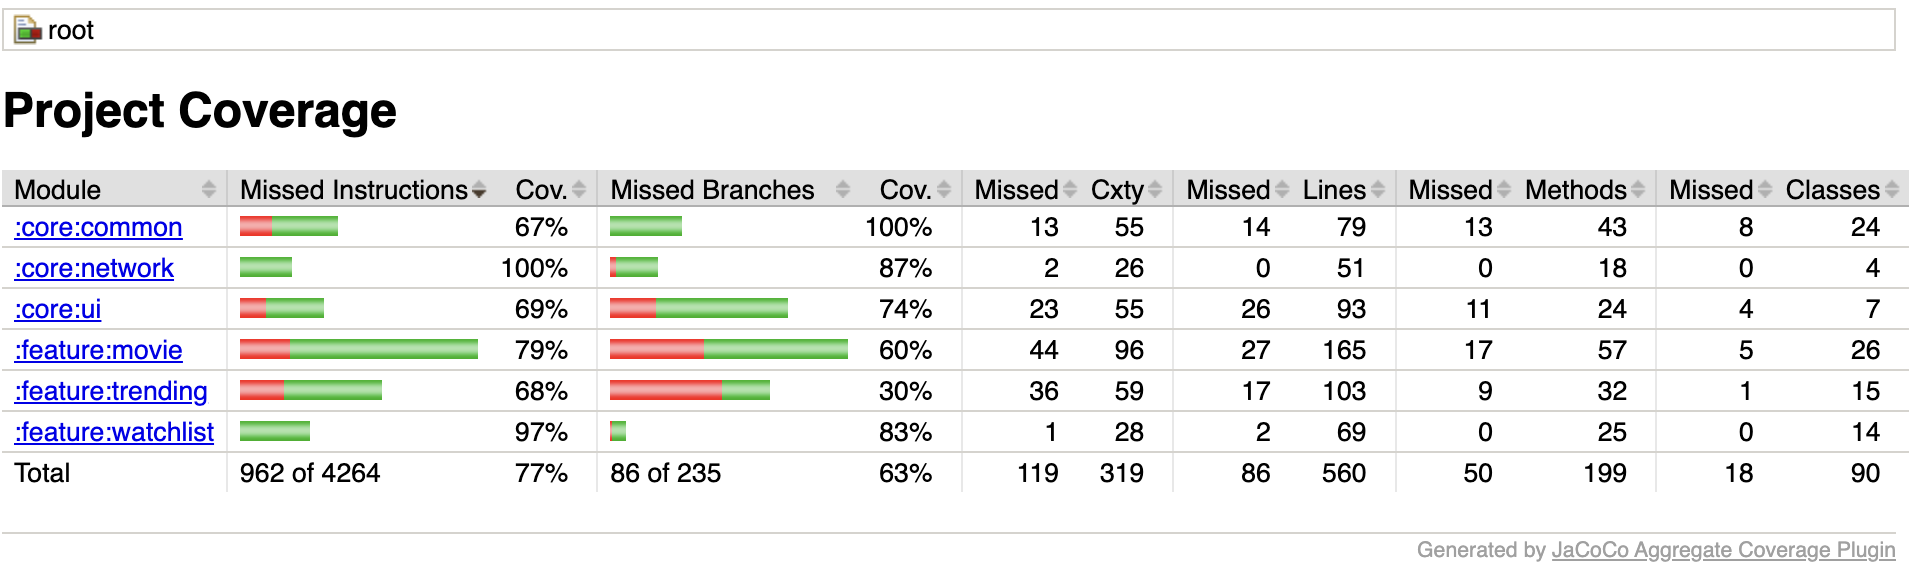 root
Project Coverage
Module Missed Instructions Cov. Missed Branches Cov. Missed Cxty Missed Lines Missed Methods Missed Classes
:core:common 67% 100% 13 55 14 79 13 43 8 24
:core:network 100% 87% 2 26 0 51 0 18 0 4
:core:ui 69% 74% 23 55 26 93 11 24 4 7
:feature:movie 79% 60% 44 96 27 165 17 57 5 26
:feature:trending 68% 30% 36 59 17 103 9 32 1 15
:feature:watchlist 97% 83% 1 28 2 69 0 25 0 14
Total 962 of 4264 77% 86 of 235 63% 119 319 86 560 50 199 18 90
Generated by JaCoCo Aggregate Coverage Plugin